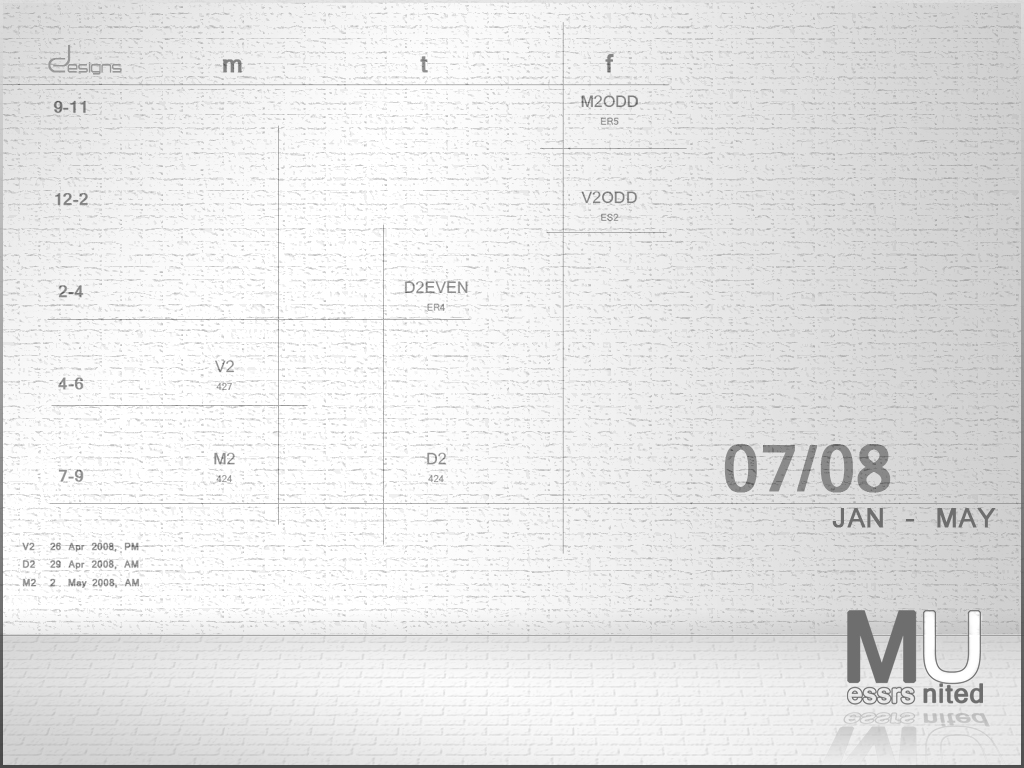 designs m t f
9-11 M2ODD
ER5
12-2 V2ODD
ES2
2-4 D2EVEN
ER4
4-6 V2
427
7-9 M2 D2
424 424
07/08
JAN - MAY
V2 26 Apr 2008, PM
D2 29 Apr 2008, AM
M2 2 May 2008, AM
MU
essrs nited